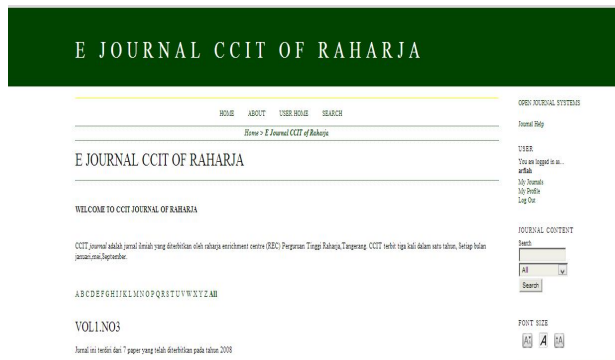 E JOURNAL CCIT OF RAHARJA
HOME ABOUT USER HOME SEARCH
Home > E Journal CCIT of Raharja
E JOURNAL CCIT OF RAHARJA
WELCOME TO CCIT JOURNAL OF RAHARJA
CCIT journal adalah jurnal ilmiah yang diterbitkan oleh raharja enrichment centre (REC) Perguruan Tinggi Raharja, Tangerang. CCIT terbit tiga kali dalam satu tahun, Setiap bulan
januari,mei,September.
A B C D E F G H I J K L M N O P Q R S T U V W X Y Z All
VOL1.NO3
Jurnal ini terdiri dari 7 paper yang telah diterbitkan pada tahun 2008
OPEN JOURNAL SYSTEMS
Journal Help
USER
You are logged in as...
My Journals
My Profile
Log Out
JOURNAL CONTENT
Search
All
Search
FONT SIZE